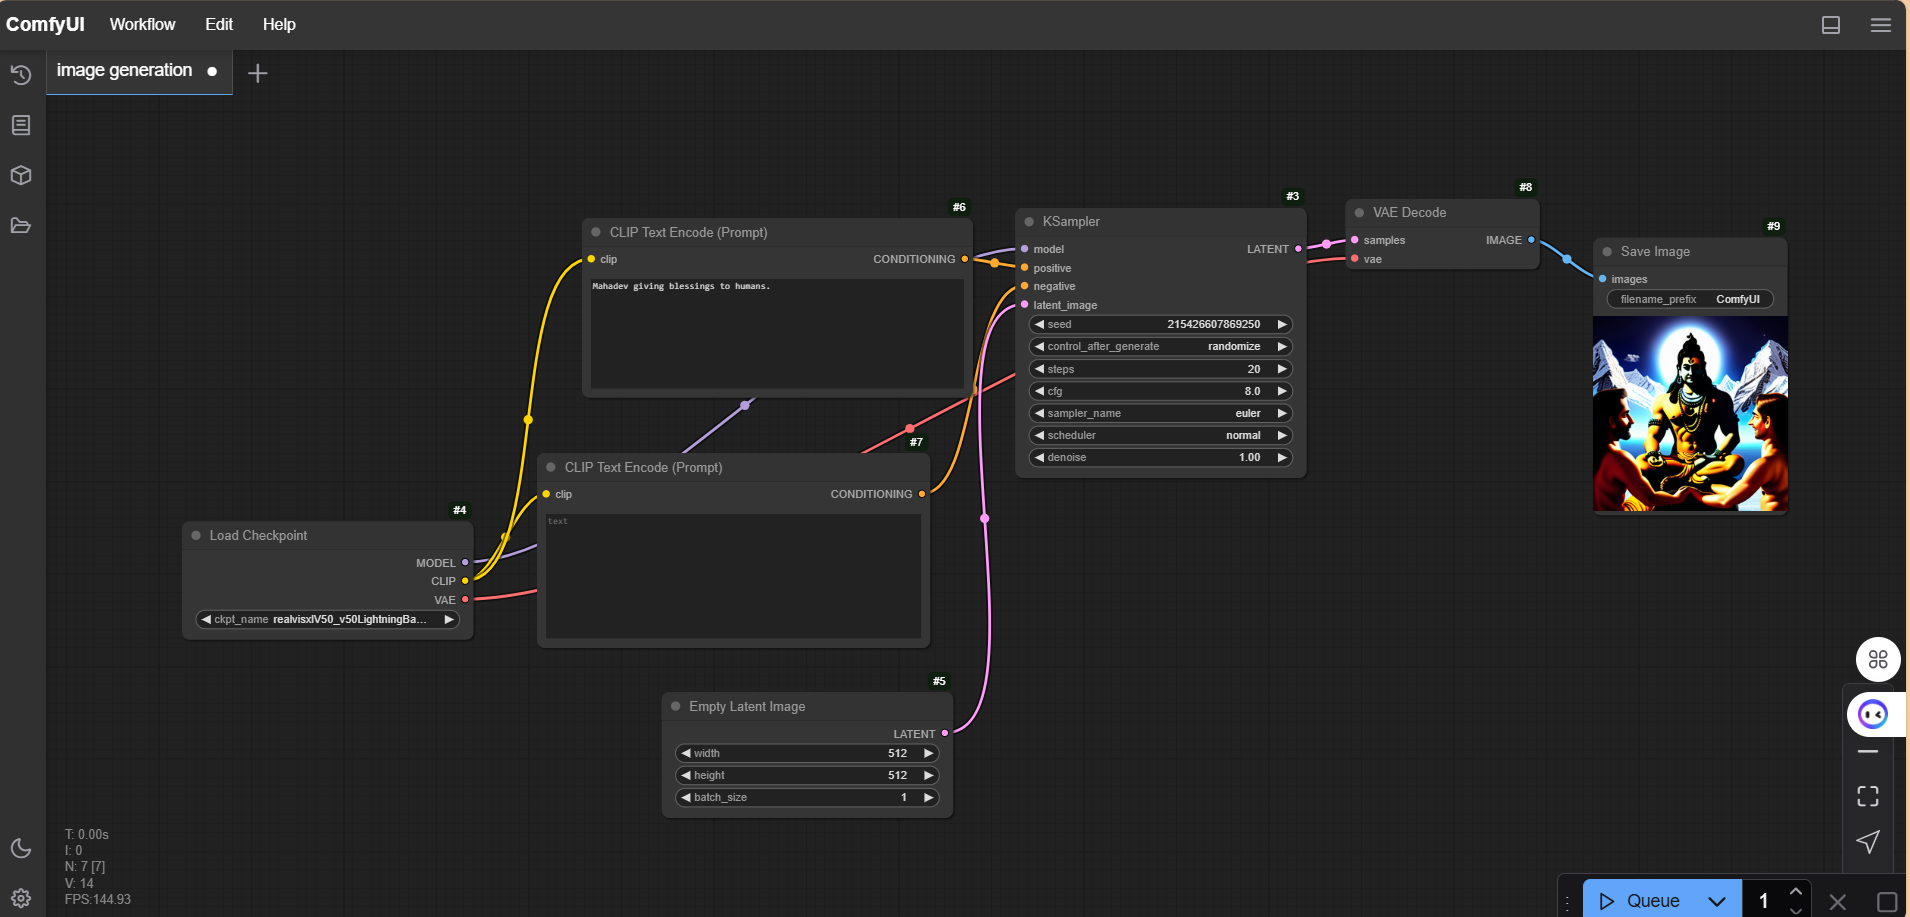 ComfyUI Workflow Edit Help
image generation
#6
CLIP Text Encode (Prompt)
clip CONDITIONING
Mahadev giving blessings to humans.
#3
KSampler
model LATENT
positive
negative
latent_image
seed 215426607869250
control_after_generate randomize
steps 20
cfg 8.0
sampler_name euler
scheduler normal
denoise 1.00
#8
VAE Decode
samples IMAGE
vae
#9
Save Image
images
filename_prefix ComfyUI
#7
CLIP Text Encode (Prompt)
clip CONDITIONING
text
#4
Load Checkpoint
MODEL
CLIP
VAE
ckpt_name realvisxlV50_v50LightningBa...
#5
Empty Latent Image
LATENT
width 512
height 512
batch_size 1
T: 0.00s
I: 0
N: 7 [7]
V: 14
FPS:144.93
Queue 1